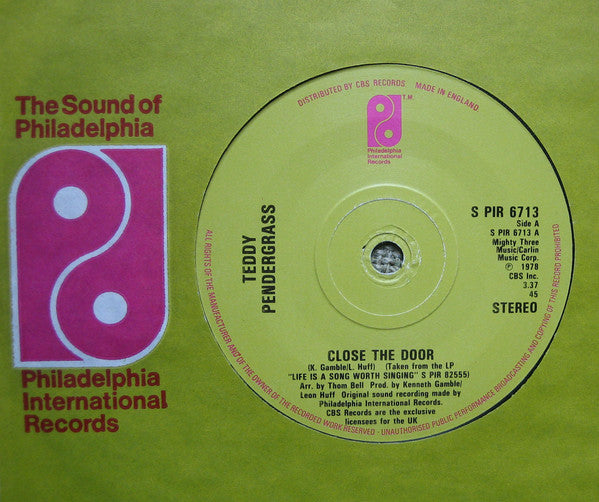 The Sound of
Philadelphia
Philadelphia
International
Records
DISTRIBUTED BY CBS RECORDS MADE IN ENGLAND
T.M.
Philadelphia
International
Records
TEDDY
PENDERGRASS
S PIR 6713
Side A
S PIR 6713 A
Mighty Three
Music/Carlin
Music Corp.
℗ 1978
CBS Inc.
3.37
45
STEREO
CLOSE THE DOOR
(K. Gamble/L. Huff) (Taken from the LP
"LIFE IS A SONG WORTH SINGING" S PIR 82555)
Arr. by Thom Bell Prod. by Kenneth Gamble/
Leon Huff Original sound recording made by
Philadelphia International Records.
CBS Records are the exclusive
licensees for the UK
ALL RIGHTS OF THE MANUFACTURER AND OF THE OWNER OF THE RECORDED WORK RESERVED – UNAUTHORISED PUBLIC PERFORMANCE BROADCASTING AND COPYING OF THIS RECORD PROHIBITED